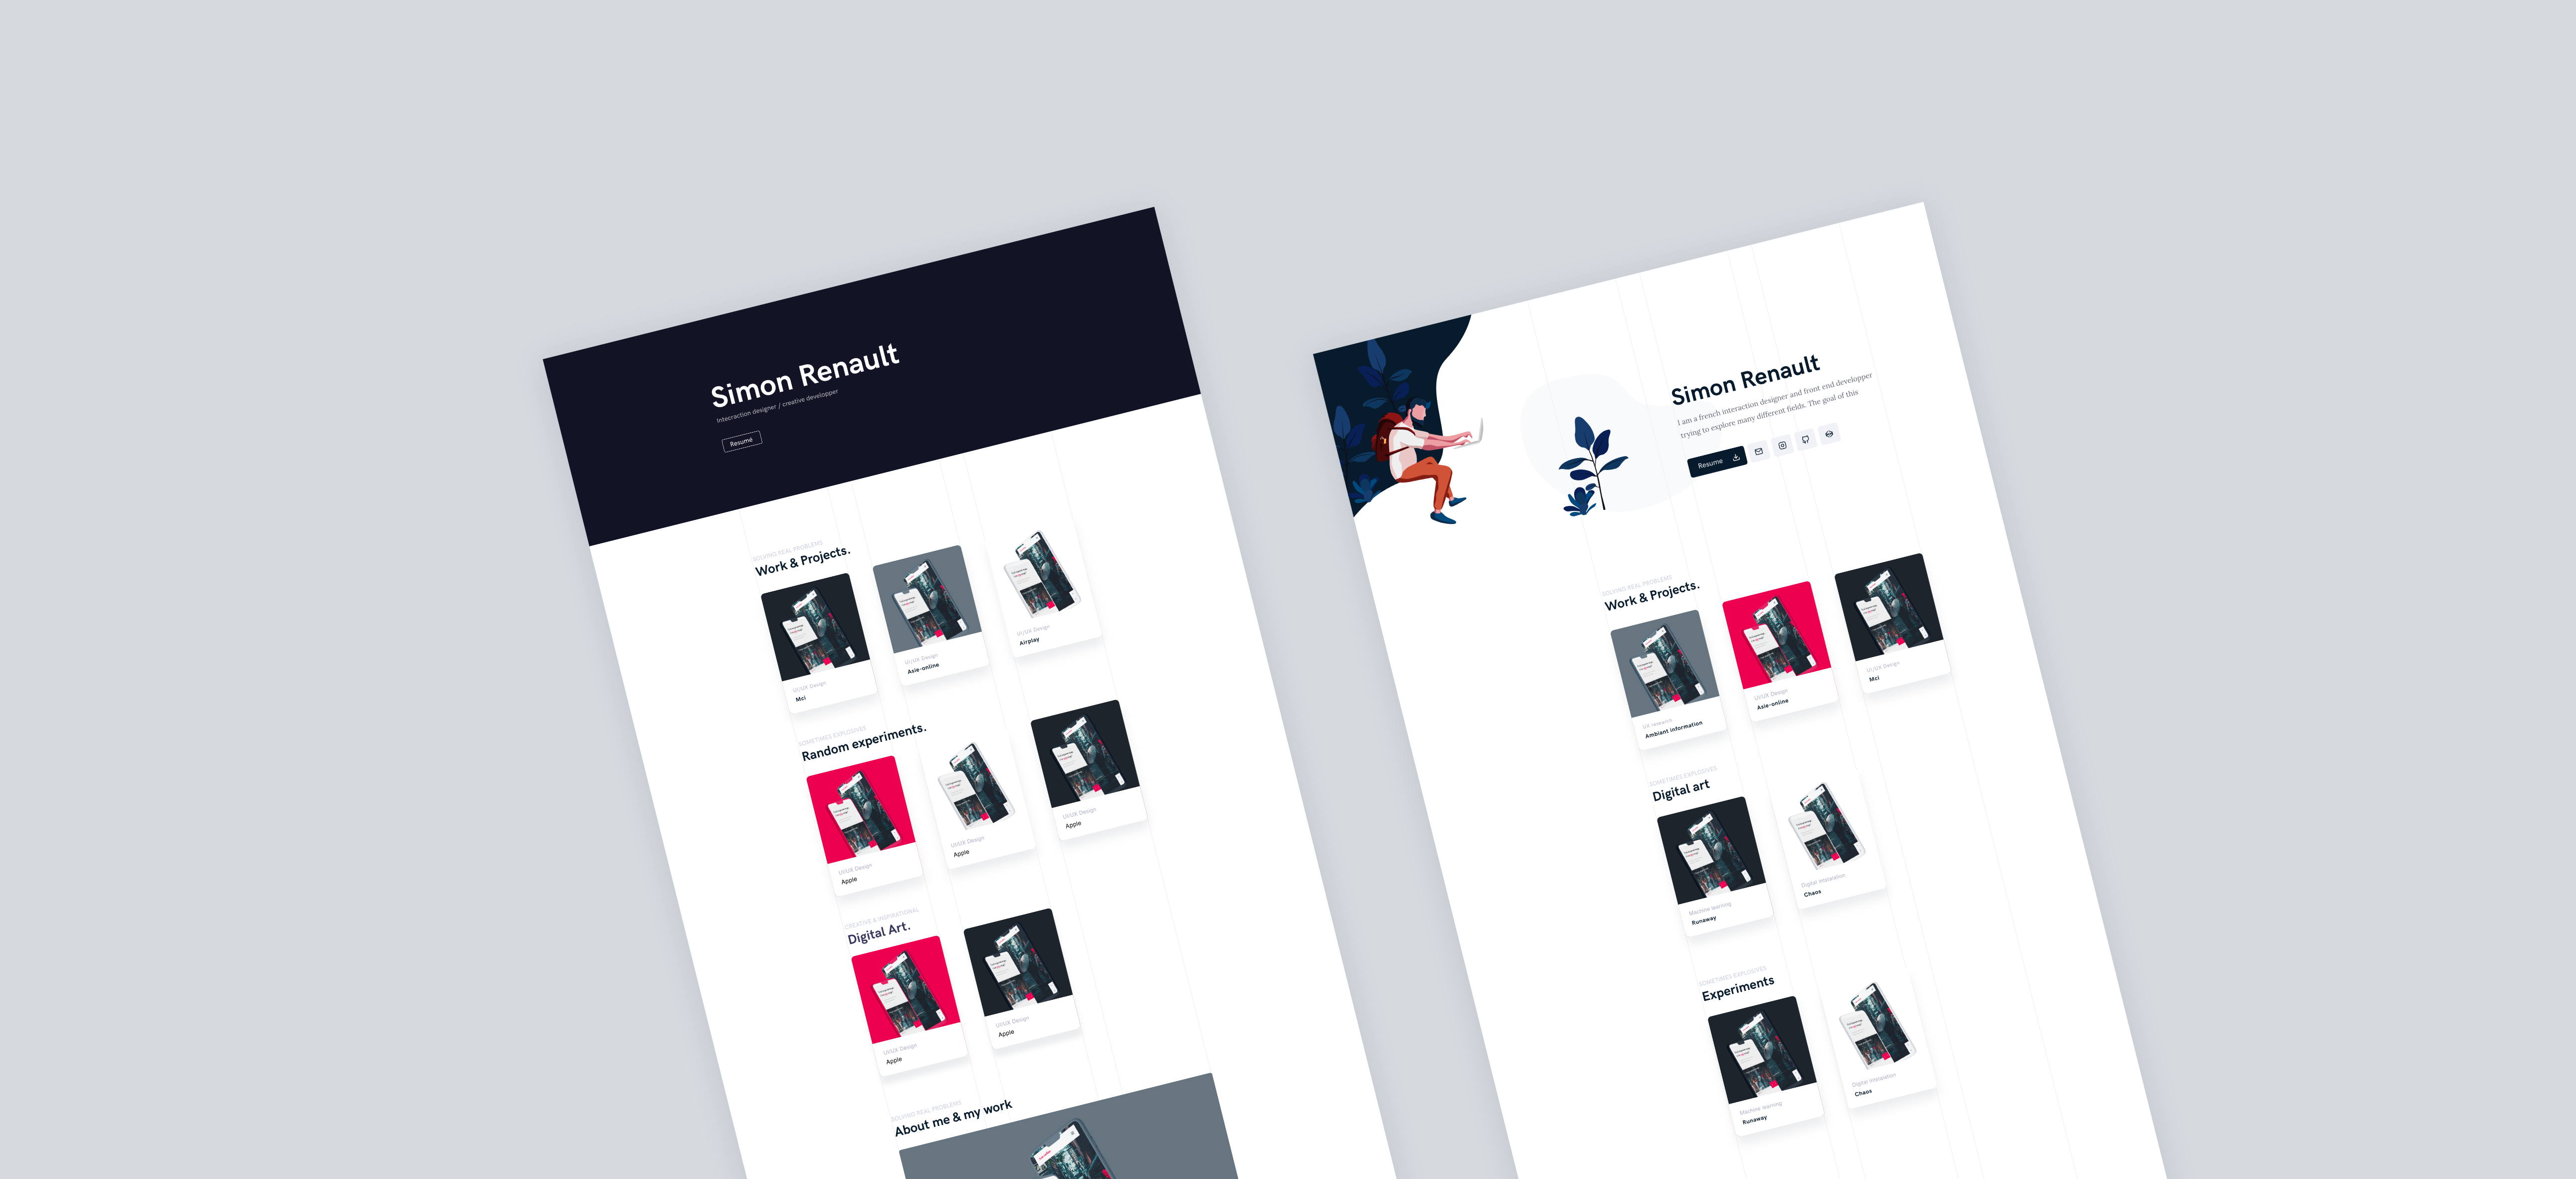 Simon Renault
Intecraction designer / creative developper
Resumé
SOLVING REAL PROBLEMS
Work & Projects.
UI/UX Design
Mci
UI/UX Design
Asie-online
UI/UX Design
Airplay
SOMETIMES EXPLOSIVES
Random experiments.
UI/UX Design
Apple
UI/UX Design
Apple
UI/UX Design
Apple
CREATIVE & INSPIRATIONAL
Digital Art.
UI/UX Design
Apple
UI/UX Design
Apple
SOLVING REAL PROBLEMS
About me & my work
Simon Renault
I am a french interaction designer and front end developper
trying to explore many different fields. The goal of this
Resume
SOLVING REAL PROBLEMS
Work & Projects.
UX research
Ambiant information
UI/UX Design
Asie-online
UI/UX Design
Mci
SOMETIMES EXPLOSIVES
Digital art
Machine learning
Runaway
Digital intstalation
Chaos
SOMETIMES EXPLOSIVES
Experiments
Machine learning
Runaway
Digital intstalation
Chaos